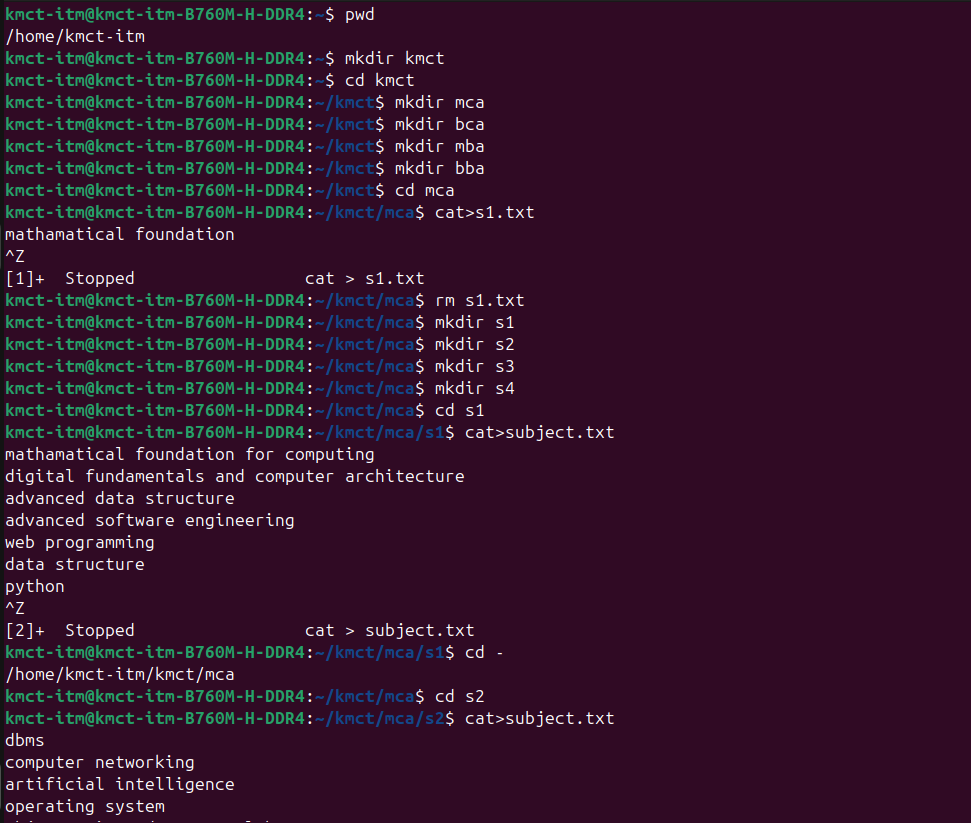 kmct-itm@kmct-itm-B760M-H-DDR4:~$ pwd
/home/kmct-itm
kmct-itm@kmct-itm-B760M-H-DDR4:~$ mkdir kmct
kmct-itm@kmct-itm-B760M-H-DDR4:~$ cd kmct
kmct-itm@kmct-itm-B760M-H-DDR4:~/kmct$ mkdir mca
kmct-itm@kmct-itm-B760M-H-DDR4:~/kmct$ mkdir bca
kmct-itm@kmct-itm-B760M-H-DDR4:~/kmct$ mkdir mba
kmct-itm@kmct-itm-B760M-H-DDR4:~/kmct$ mkdir bba
kmct-itm@kmct-itm-B760M-H-DDR4:~/kmct$ cd mca
kmct-itm@kmct-itm-B760M-H-DDR4:~/kmct/mca$ cat>s1.txt
mathamatical foundation
^Z
[1]+  Stopped                 cat > s1.txt
kmct-itm@kmct-itm-B760M-H-DDR4:~/kmct/mca$ rm s1.txt
kmct-itm@kmct-itm-B760M-H-DDR4:~/kmct/mca$ mkdir s1
kmct-itm@kmct-itm-B760M-H-DDR4:~/kmct/mca$ mkdir s2
kmct-itm@kmct-itm-B760M-H-DDR4:~/kmct/mca$ mkdir s3
kmct-itm@kmct-itm-B760M-H-DDR4:~/kmct/mca$ mkdir s4
kmct-itm@kmct-itm-B760M-H-DDR4:~/kmct/mca$ cd s1
kmct-itm@kmct-itm-B760M-H-DDR4:~/kmct/mca/s1$ cat>subject.txt
mathamatical foundation for computing
digital fundamentals and computer architecture
advanced data structure
advanced software engineering
web programming
data structure
python
^Z
[2]+  Stopped                 cat > subject.txt
kmct-itm@kmct-itm-B760M-H-DDR4:~/kmct/mca/s1$ cd -
/home/kmct-itm/kmct/mca
kmct-itm@kmct-itm-B760M-H-DDR4:~/kmct/mca$ cd s2
kmct-itm@kmct-itm-B760M-H-DDR4:~/kmct/mca/s2$ cat>subject.txt
dbms
computer networking
artificial intelligence
operating system